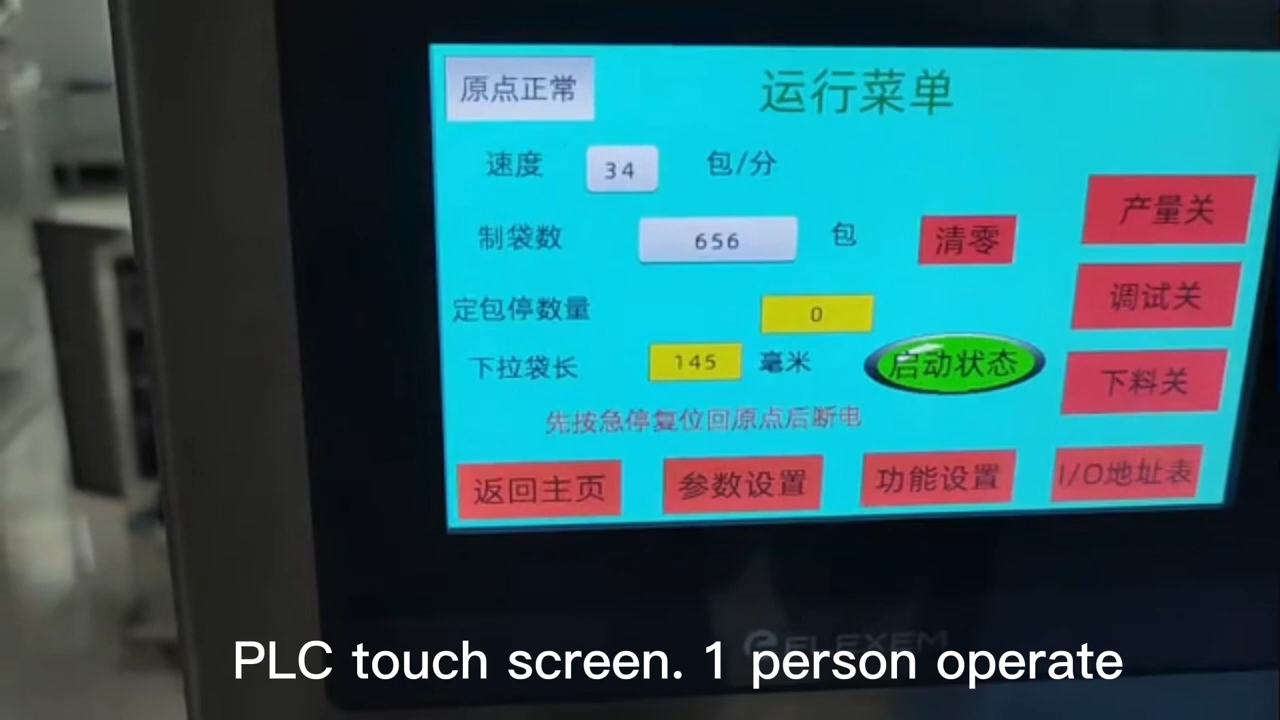 原点正常
运行菜单
速度 34 包/分
产量关
制袋数 656 包 清零
调试关
定包停数量 0
下拉袋长 145 毫米 启动状态
下料关
先按急停复位回原点后断电
返回主页 参数设置 功能设置 I/O地址表
FLEXEM
PLC touch screen. 1 person operate